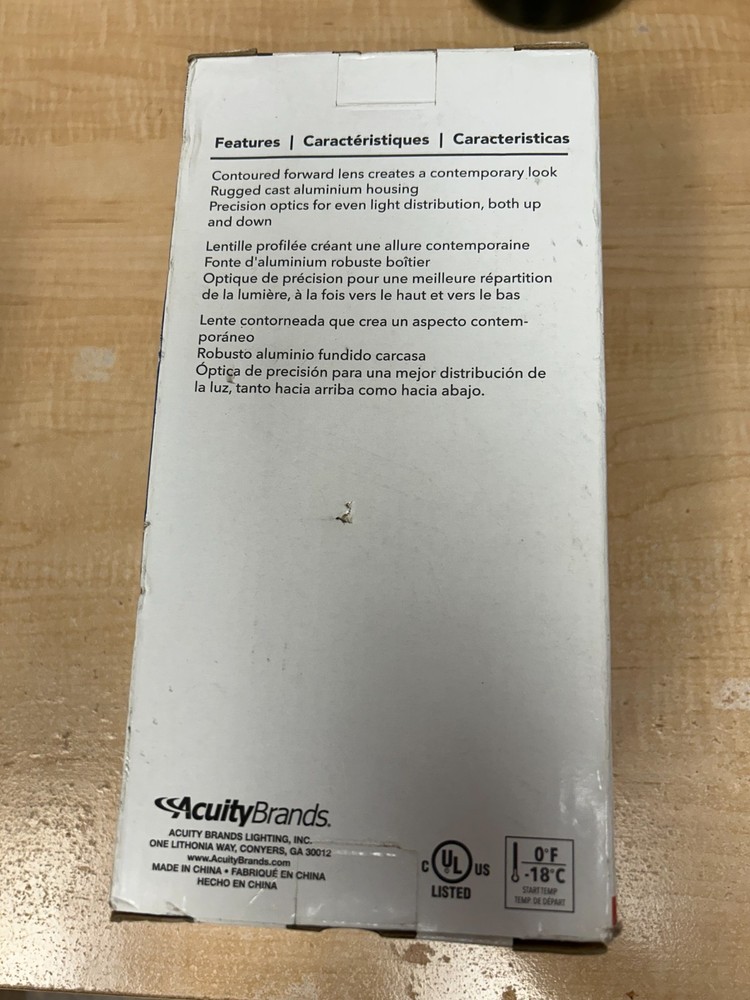 Features | Caractéristiques | Caracteristicas
Contoured forward lens creates a contemporary look
Rugged cast aluminium housing
Precision optics for even light distribution, both up
and down
Lentille profilée créant une allure contemporaine
Fonte d'aluminium robuste boîtier
Optique de précision pour une meilleure répartition
de la lumière, à la fois vers le haut et vers le bas
Lente contorneada que crea un aspecto contem-
poráneo
Robusto aluminio fundido carcasa
Óptica de precisión para una mejor distribución de
la luz, tanto hacia arriba como hacia abajo.
AcuityBrands.
ACUITY BRANDS LIGHTING, INC.
ONE LITHONIA WAY, CONYERS, GA 30012
www.AcuityBrands.com
MADE IN CHINA • FABRIQUÉ EN CHINA
HECHO EN CHINA
C UL US
LISTED
0°F
-18°C
START TEMP
TEMP. DE DÉPART